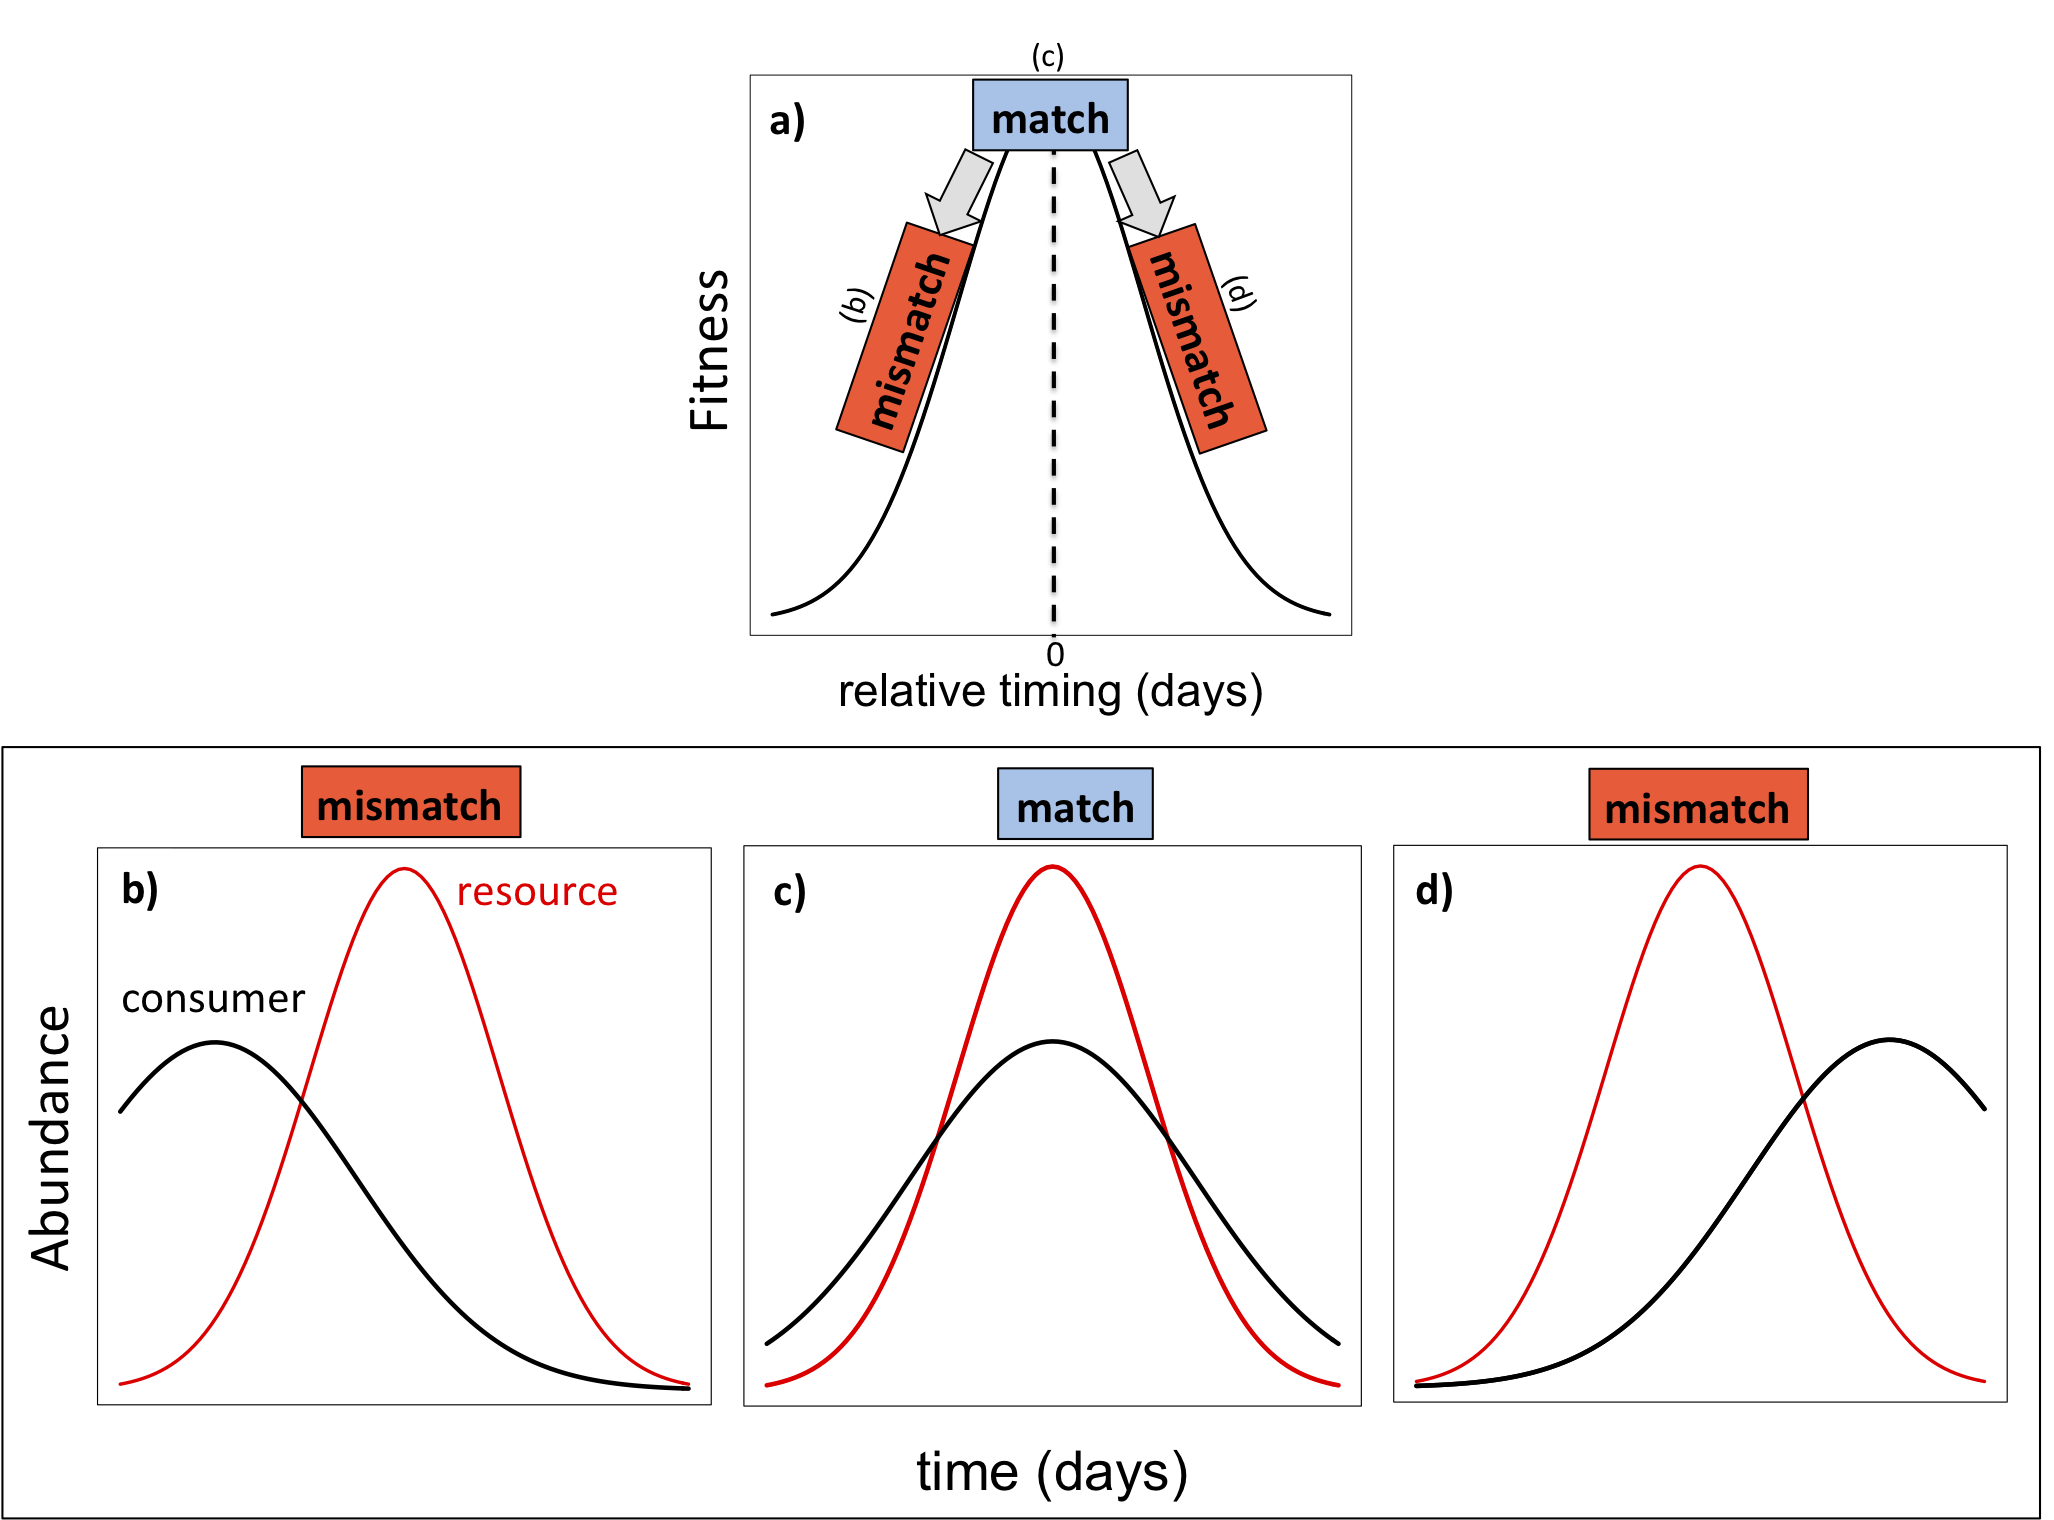 (c)
a)
match
(b)
mismatch
mismatch
(d)
Fitness
0
relative timing (days)
mismatch
match
mismatch
b)
resource
consumer
c)
d)
Abundance
time (days)